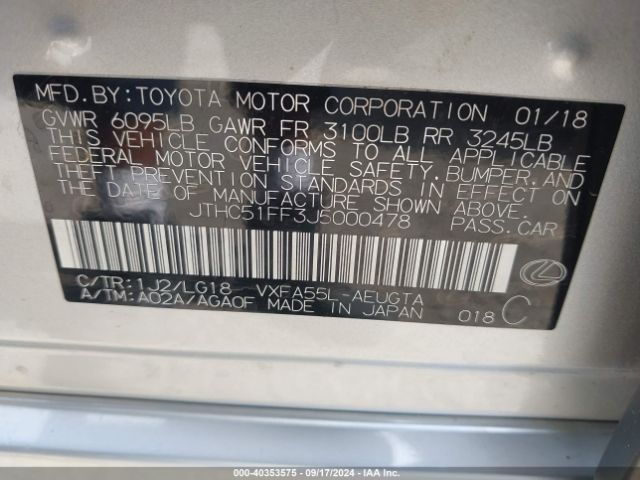 MFD. BY: TOYOTA MOTOR CORPORATION 01/18
GVWR 6095LB GAWR FR 3100LB RR 3245LB
THIS VEHICLE CONFORMS TO ALL APPLICABLE
FEDERAL MOTOR VEHICLE SAFETY, BUMPER, AND
THEFT PREVENTION STANDARDS IN EFFECT ON
THE DATE OF MANUFACTURE SHOWN ABOVE.
JTHC51FF3J5000478 PASS. CAR
C/TR: 1J2/LG18 VXFA55L-AEUGTA
A/TM: A02A/AGA0F MADE IN JAPAN 018 C
000-40353575 - 09/17/2024 - IAA Inc.